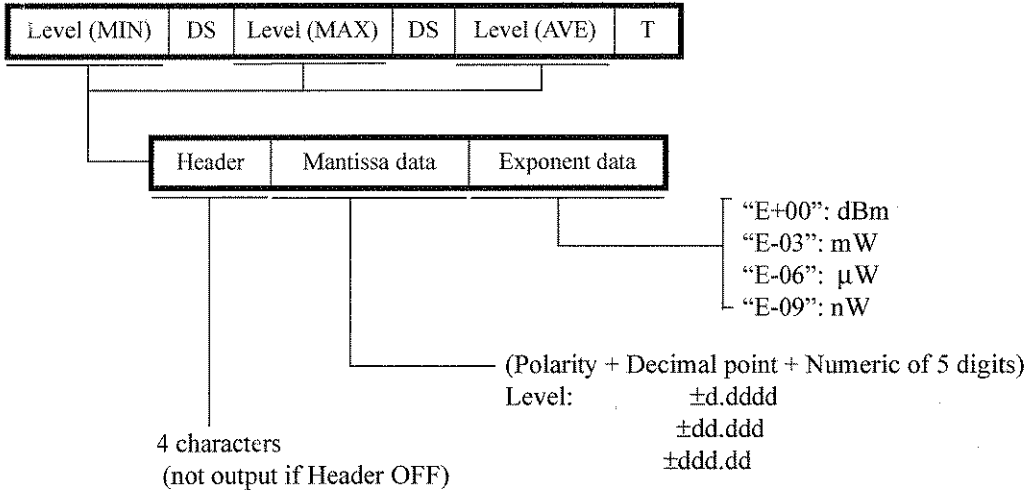 Level (MIN) DS Level (MAX) DS Level (AVE) T
Header Mantissa data Exponent data
“E+00”: dBm
“E-03”: mW
“E-06”: μW
“E-09”: nW
(Polarity + Decimal point + Numeric of 5 digits)
Level: ±d.dddd
±dd.ddd
±ddd.dd
4 characters
(not output if Header OFF)